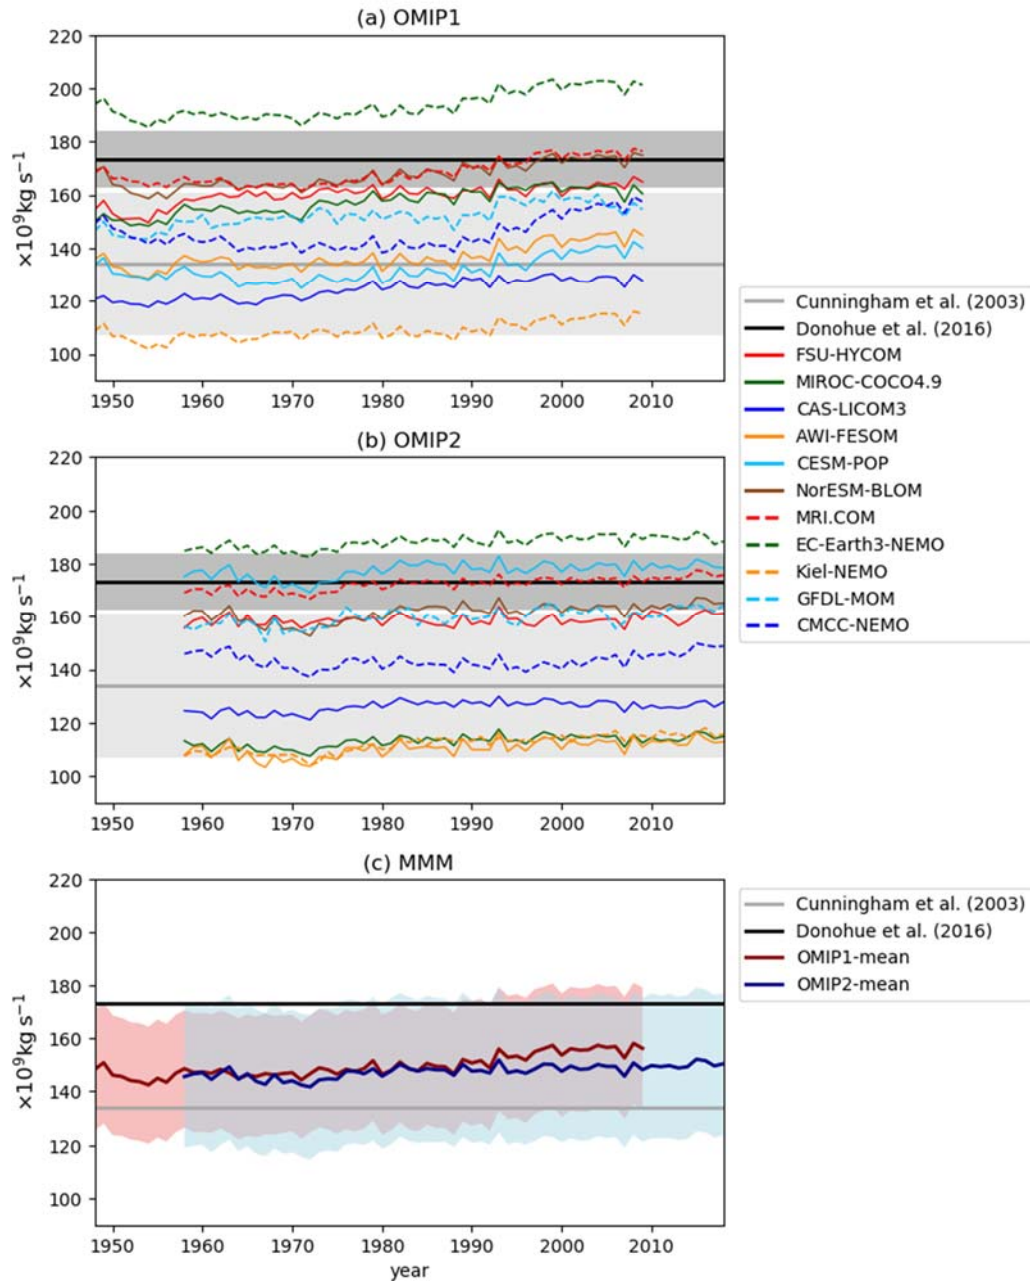 (a) OMIP1
220
200
180
160
140
120
100
×10⁹kg s⁻¹
1950 1960 1970 1980 1990 2000 2010
(b) OMIP2
220
200
180
160
140
120
100
×10⁹kg s⁻¹
1950 1960 1970 1980 1990 2000 2010
Cunningham et al. (2003)
Donohue et al. (2016)
FSU-HYCOM
MIROC-COCO4.9
CAS-LICOM3
AWI-FESOM
CESM-POP
NorESM-BLOM
MRI.COM
EC-Earth3-NEMO
Kiel-NEMO
GFDL-MOM
CMCC-NEMO
(c) MMM
220
200
180
160
140
120
100
×10⁹kg s⁻¹
1950 1960 1970 1980 1990 2000 2010
year
Cunningham et al. (2003)
Donohue et al. (2016)
OMIP1-mean
OMIP2-mean